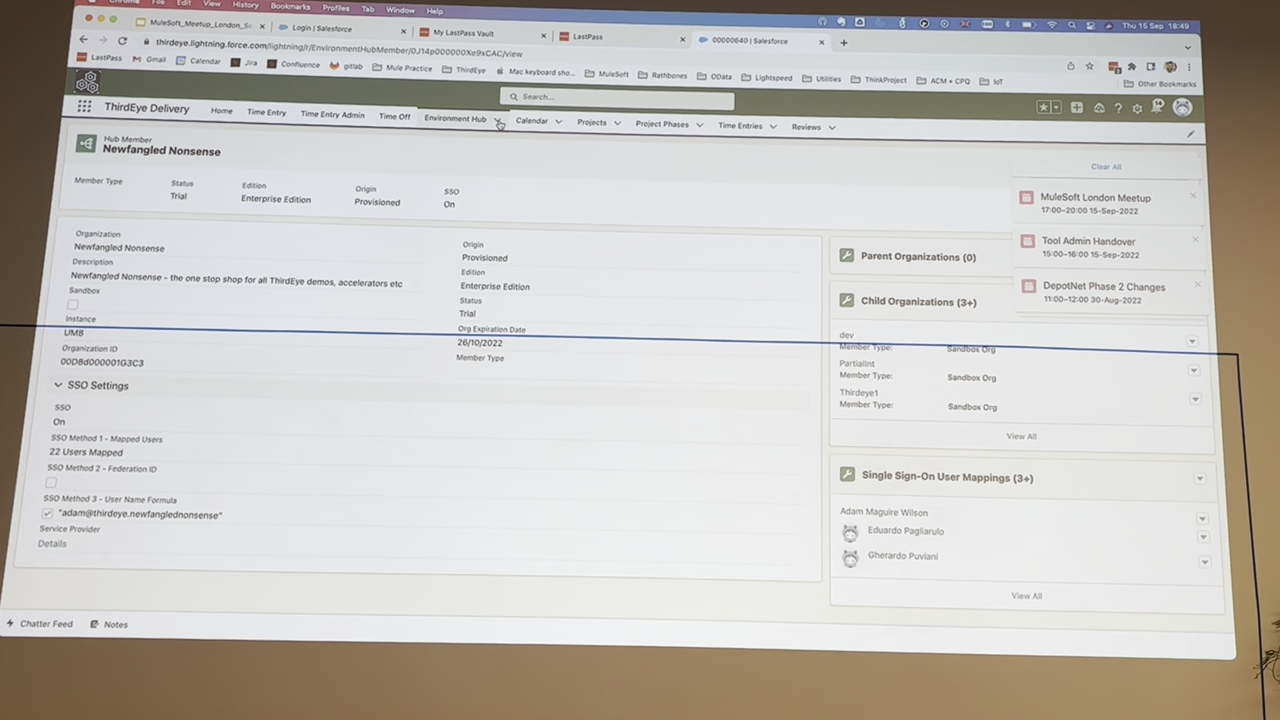 Chrome File Edit View History Bookmarks Profiles Tab Window Help
Thu 15 Sep 18:49
MuleSoft_Meetup_London_Se
Login | Salesforce
My LastPass Vault
LastPass
00000640 | Salesforce
thirdeye.lightning.force.com/lightning/r/EnvironmentHubMember/0J14p000000Xe9xCAC/view
LastPass Gmail Calendar Jira Confluence gitlab Mule Practice ThirdEye Mac keyboard sho... MuleSoft Rathbones OData Lightspeed Utilities ThinkProject ACM + CPQ IoT Other Bookmarks
Search...
ThirdEye Delivery Home Time Entry Time Entry Admin Time Off Environment Hub Calendar Projects Project Phases Time Entries Reviews
Hub Member
Newfangled Nonsense
Member Type
Status
Trial
Edition
Enterprise Edition
Origin
Provisioned
SSO
On
Clear All
MuleSoft London Meetup
17:00–20:00 15-Sep-2022
Tool Admin Handover
15:00–16:00 15-Sep-2022
DepotNet Phase 2 Changes
11:00–12:00 30-Aug-2022
Organization
Newfangled Nonsense
Description
Newfangled Nonsense - the one stop shop for all ThirdEye demos, accelerators etc
Sandbox
Instance
UM8
Organization ID
00D8d000001G3C3
Origin
Provisioned
Edition
Enterprise Edition
Status
Trial
Org Expiration Date
26/10/2022
Member Type
SSO Settings
SSO
On
SSO Method 1 - Mapped Users
22 Users Mapped
SSO Method 2 - Federation ID
SSO Method 3 - User Name Formula
"adam@thirdeye.newfanglednonsense"
Service Provider
Details
Parent Organizations (0)
Child Organizations (3+)
dev
Member Type: Sandbox Org
PartialInt
Member Type: Sandbox Org
Thirdeye1
Member Type: Sandbox Org
View All
Single Sign-On User Mappings (3+)
Adam Maguire Wilson
Eduardo Pagliarulo
Gherardo Puviani
View All
Chatter Feed Notes